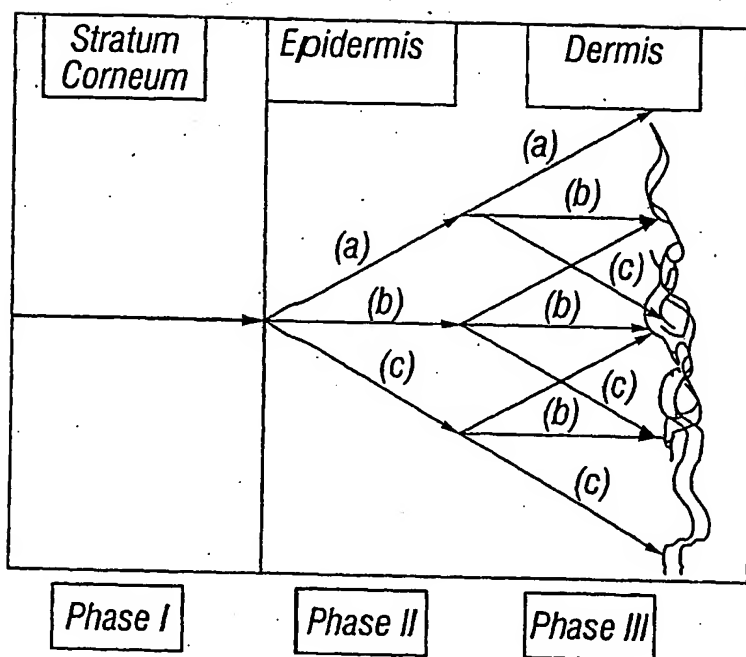 Stratum
Corneum
Epidermis
Dermis
(a)
(b)
(a)
(c)
(b)
(b)
(c)
(c)
(b)
(c)
Phase I
Phase II
Phase III